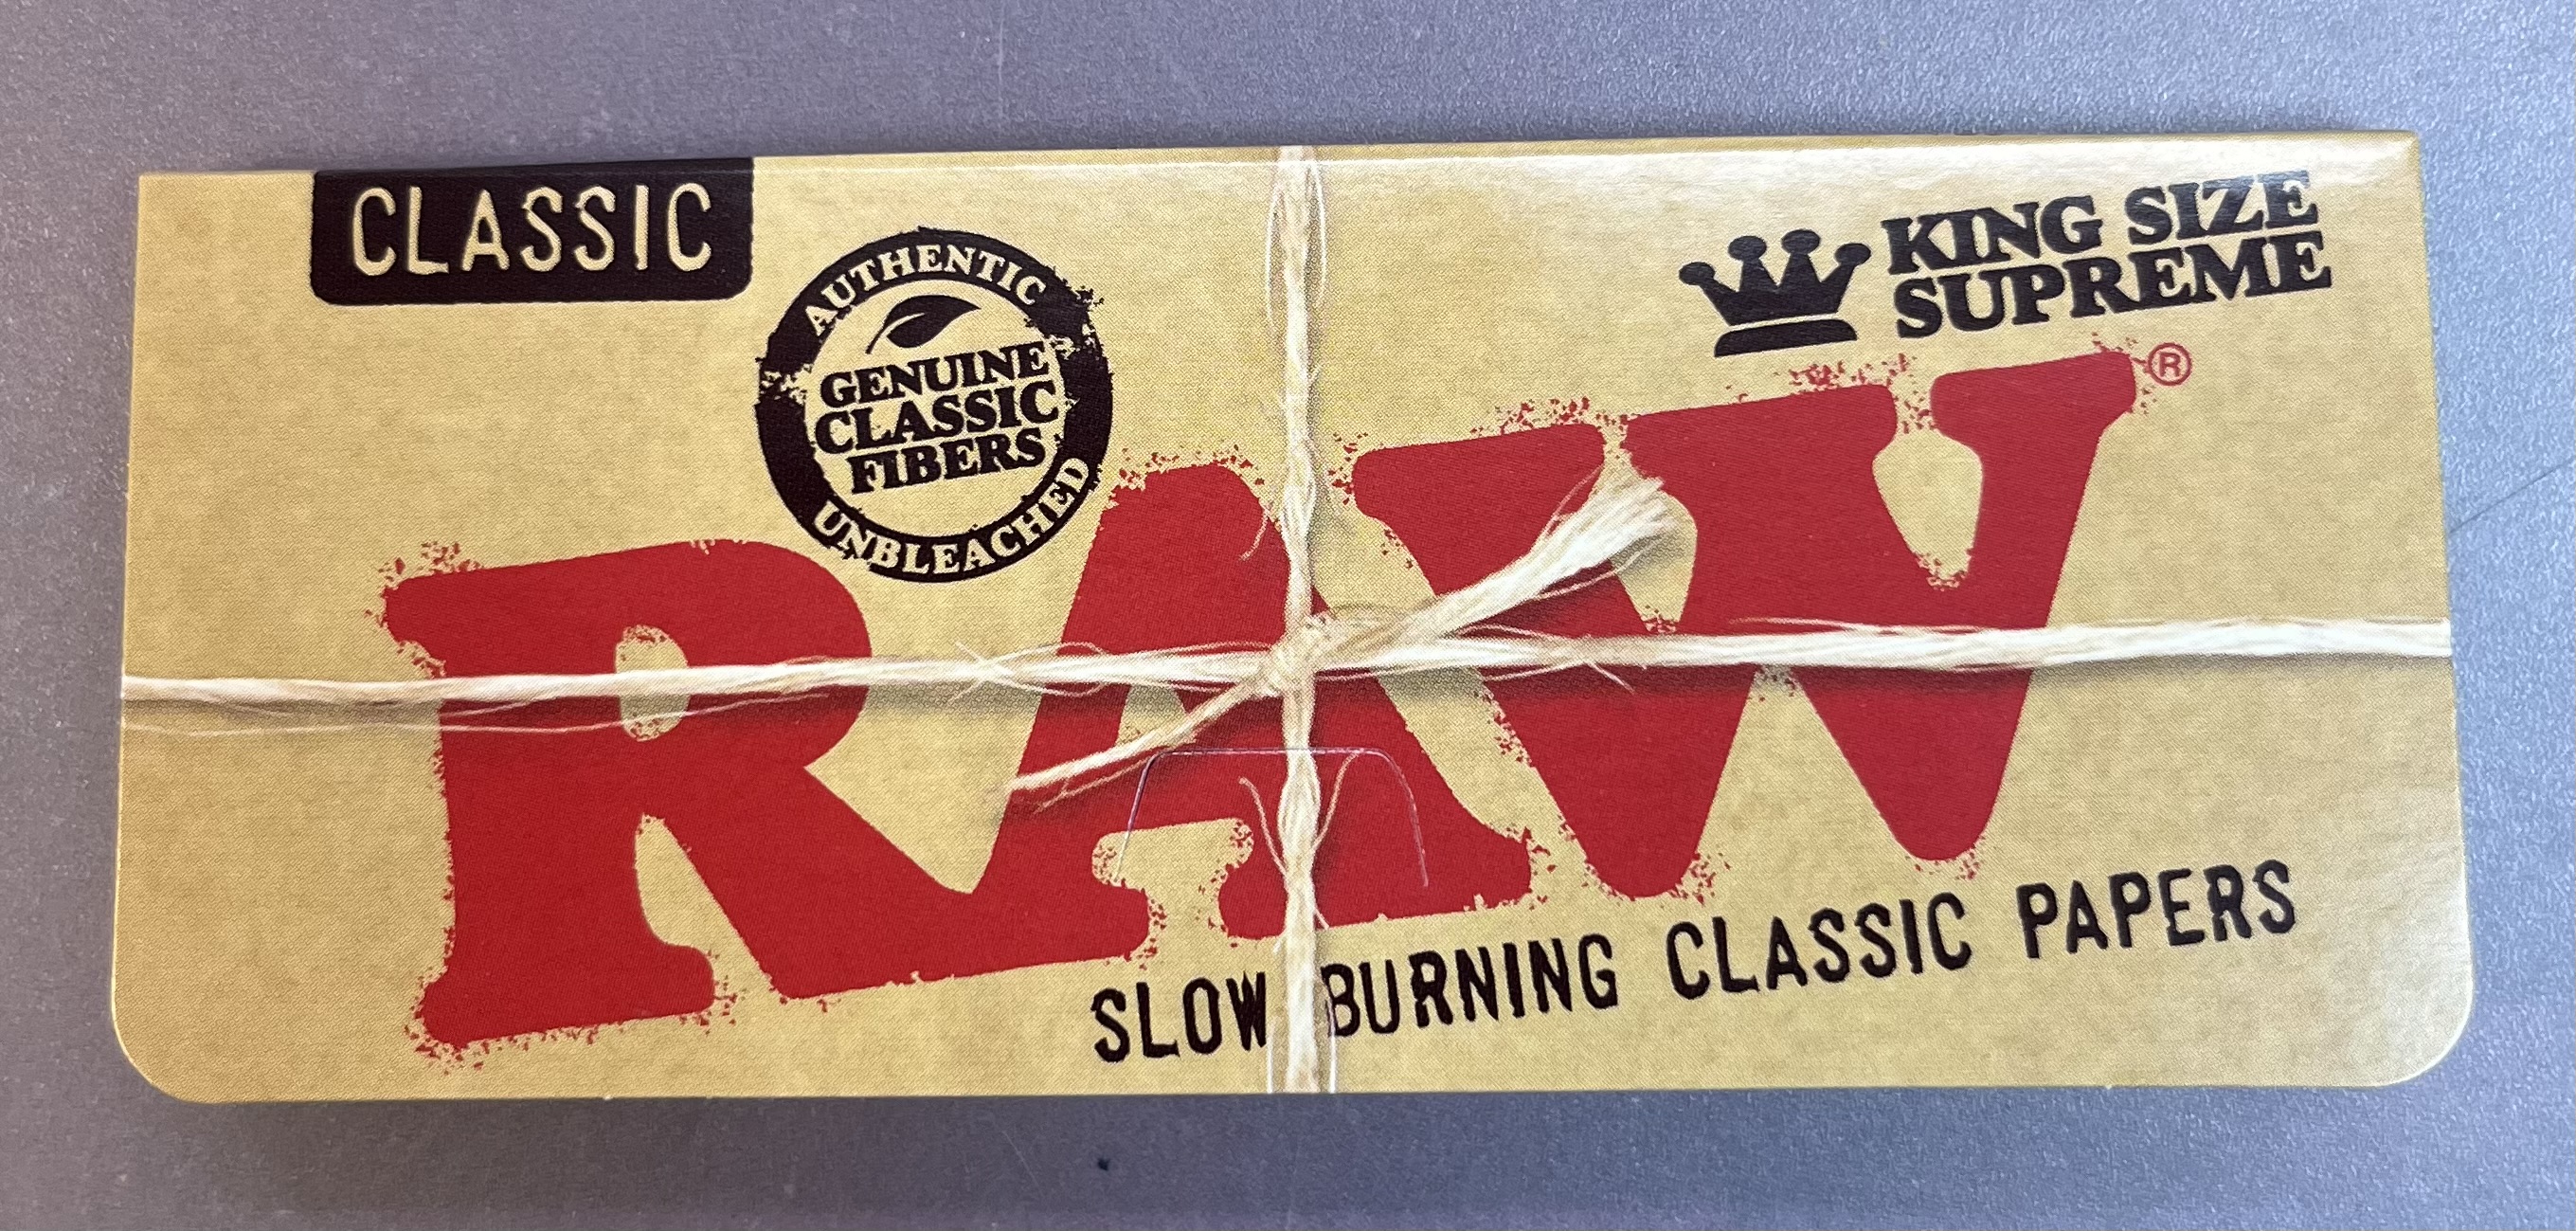 CLASSIC
AUTHENTIC
GENUINE
CLASSIC
FIBERS
UNBLEACHED
KING SIZE
SUPREME
RAW®
SLOW BURNING CLASSIC PAPERS